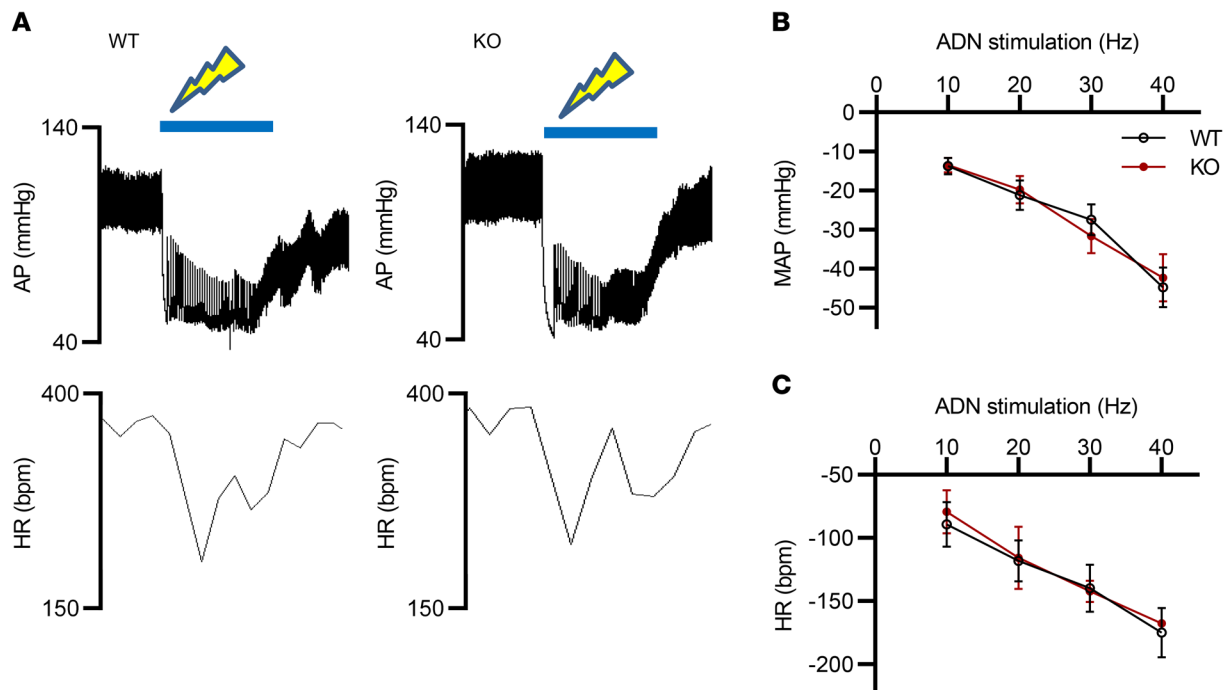 A
WT
KO
140
AP (mmHg)
40
140
AP (mmHg)
40
400
HR (bpm)
150
400
HR (bpm)
150
B
ADN stimulation (Hz)
0 10 20 30 40
0
-10
-20
-30
-40
-50
MAP (mmHg)
WT
KO
C
ADN stimulation (Hz)
0 10 20 30 40
-50
-100
-150
-200
HR (bpm)